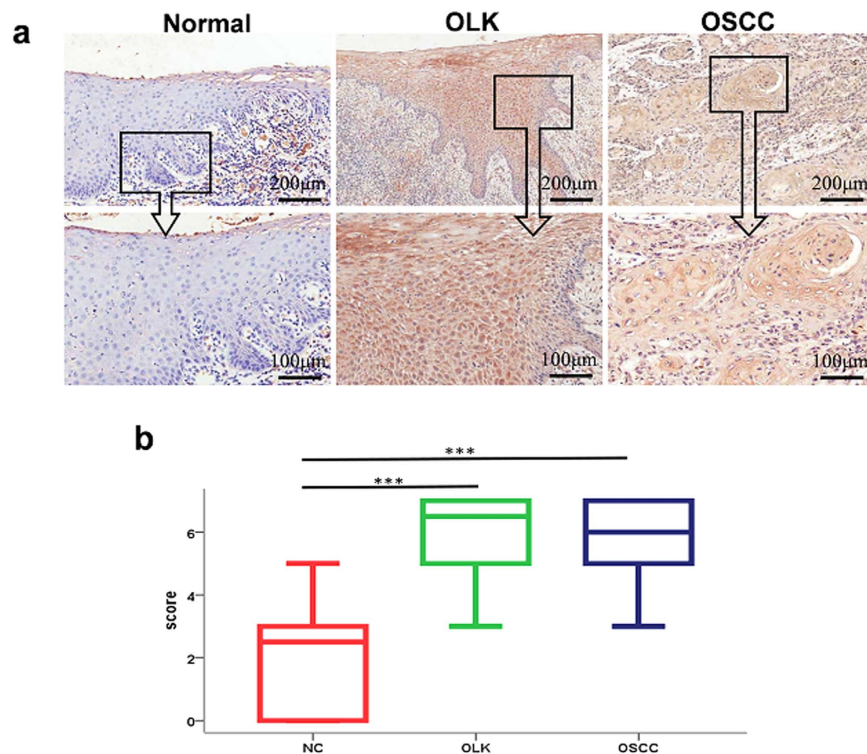 a
Normal OLK OSCC
200μm 200μm 200μm
100μm 100μm 100μm
b
***
***
score
6
4
2
0
NC OLK OSCC